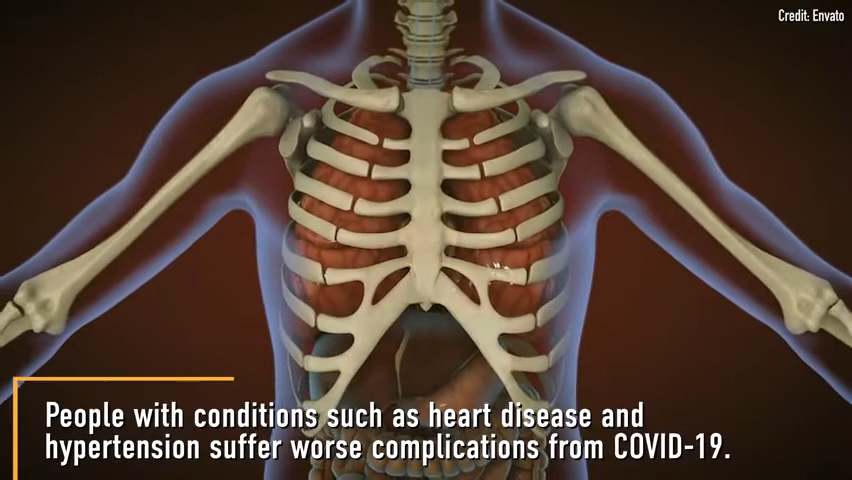 Credit: Envato
People with conditions such as heart disease and
hypertension suffer worse complications from COVID-19.